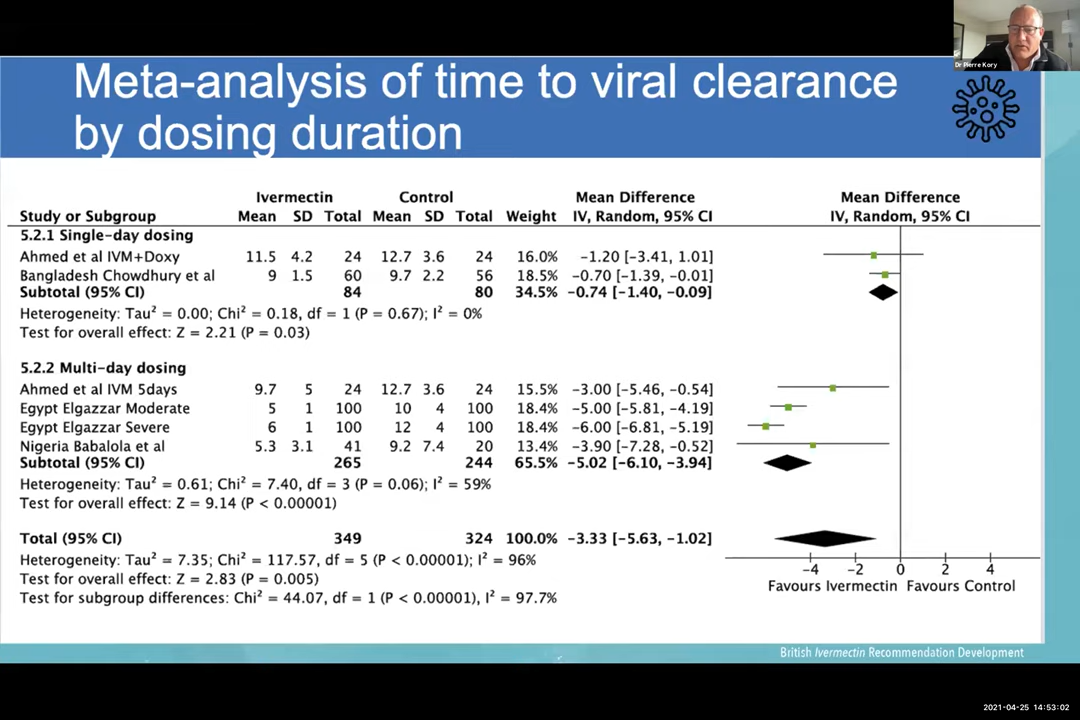 Dr Pierre Kory
Meta-analysis of time to viral clearance
by dosing duration
Ivermectin Control Mean Difference Mean Difference
Study or Subgroup Mean SD Total Mean SD Total Weight IV, Random, 95% CI IV, Random, 95% CI
5.2.1 Single-day dosing
Ahmed et al IVM+Doxy 11.5 4.2 24 12.7 3.6 24 16.0% −1.20 [−3.41, 1.01]
Bangladesh Chowdhury et al 9 1.5 60 9.7 2.2 56 18.5% −0.70 [−1.39, −0.01]
Subtotal (95% CI) 84 80 34.5% −0.74 [−1.40, −0.09]
Heterogeneity: Tau² = 0.00; Chi² = 0.18, df = 1 (P = 0.67); I² = 0%
Test for overall effect: Z = 2.21 (P = 0.03)
5.2.2 Multi-day dosing
Ahmed et al IVM 5days 9.7 5 24 12.7 3.6 24 15.5% −3.00 [−5.46, −0.54]
Egypt Elgazzar Moderate 5 1 100 10 4 100 18.4% −5.00 [−5.81, −4.19]
Egypt Elgazzar Severe 6 1 100 12 4 100 18.4% −6.00 [−6.81, −5.19]
Nigeria Babalola et al 5.3 3.1 41 9.2 7.4 20 13.4% −3.90 [−7.28, −0.52]
Subtotal (95% CI) 265 244 65.5% −5.02 [−6.10, −3.94]
Heterogeneity: Tau² = 0.61; Chi² = 7.40, df = 3 (P = 0.06); I² = 59%
Test for overall effect: Z = 9.14 (P < 0.00001)
Total (95% CI) 349 324 100.0% −3.33 [−5.63, −1.02]
Heterogeneity: Tau² = 7.35; Chi² = 117.57, df = 5 (P < 0.00001); I² = 96%
Test for overall effect: Z = 2.83 (P = 0.005)
Test for subgroup differences: Chi² = 44.07, df = 1 (P < 0.00001), I² = 97.7%
−4 −2 0 2 4
Favours Ivermectin Favours Control
British Ivermectin Recommendation Development
2021-04-25 14:53:02